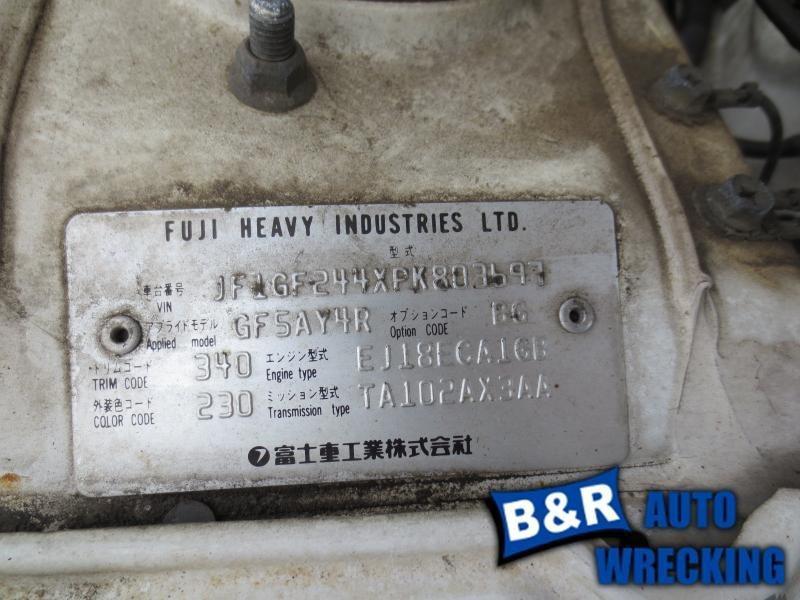 FUJI HEAVY INDUSTRIES LTD.
型式
車台番号
VIN
アプライドモデル GF5AY4R オプションコード BG
Applied model Option CODE
トリムコード 340 エンジン型式
TRIM CODE Engine type
外装色コード 230 ミッション型式 TA102AX3AA
COLOR CODE Transmission type
富士重工業株式会社
B&R AUTO
WRECKING